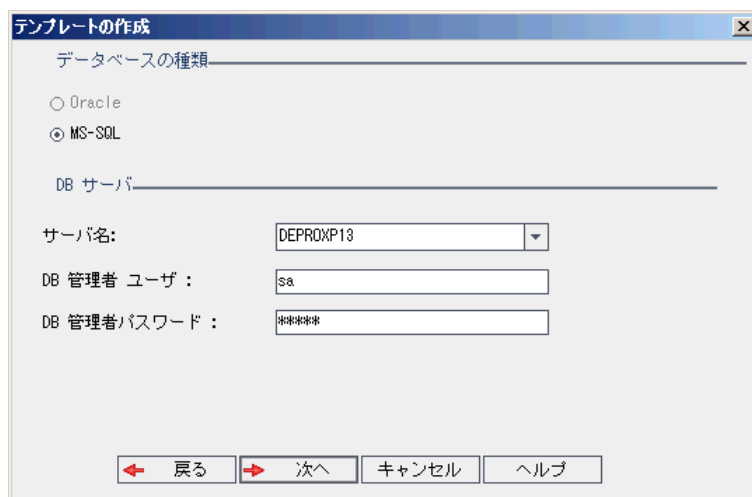 テンプレートの作成
データベースの種類
Oracle
MS-SQL
DB サーバ
サーバ名:
DEPROXP13
DB 管理者 ユーザ :
sa
DB 管理者パスワード :
*****
戻る
次へ
キャンセル
ヘルプ